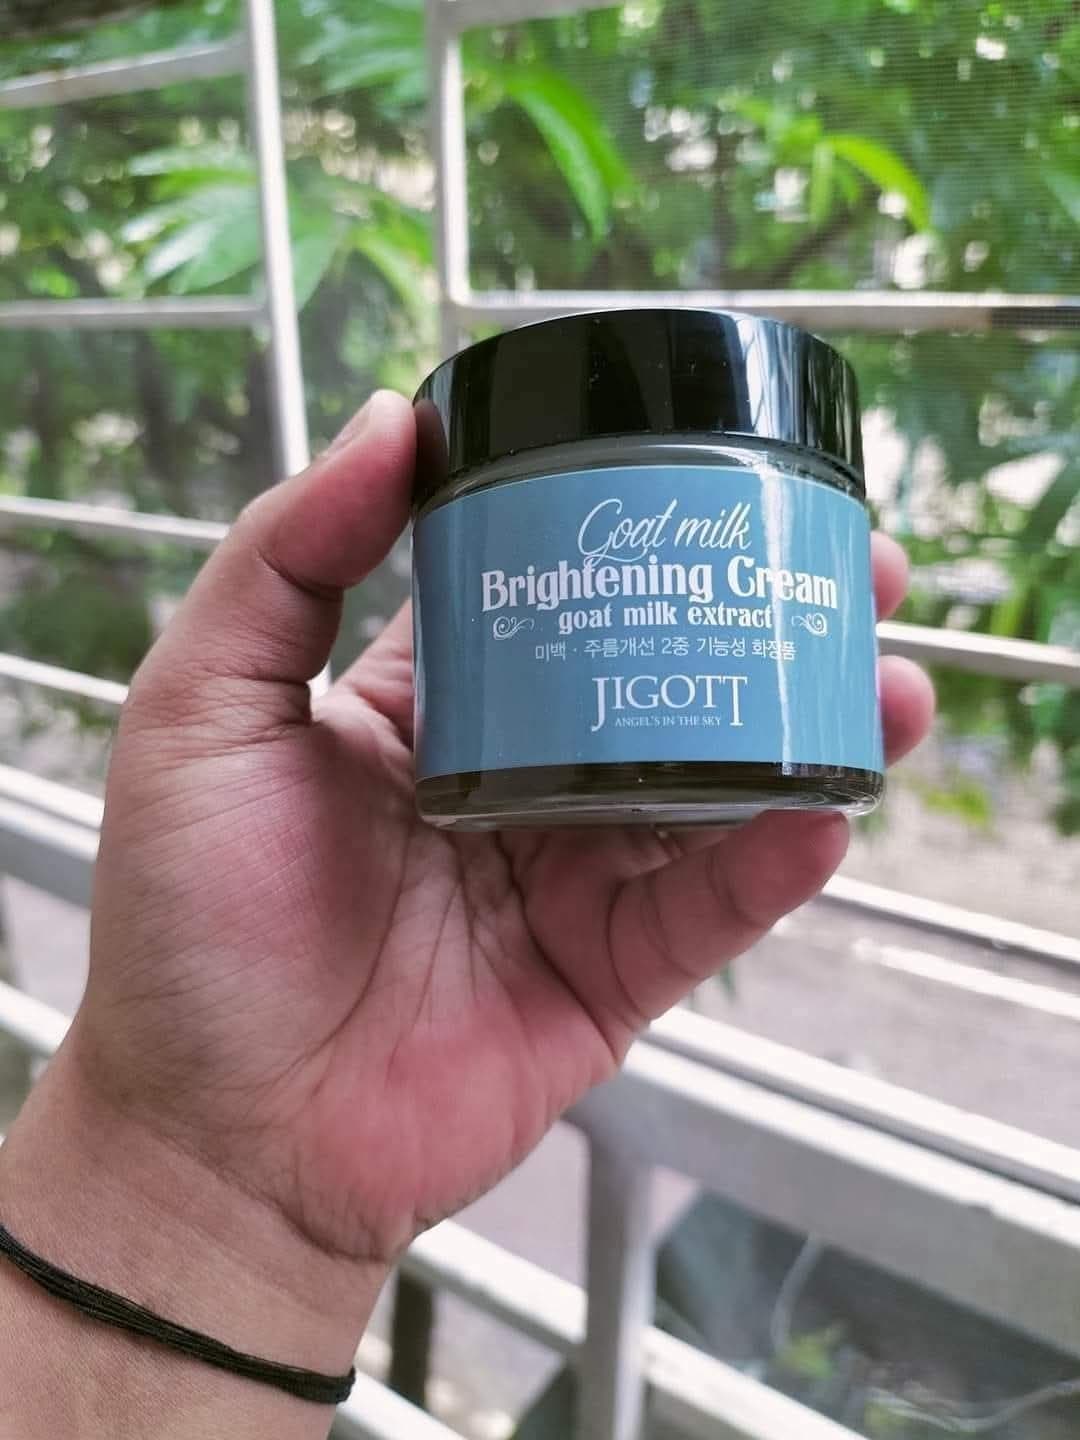 Goat milk
Brightening Cream
goat milk extract
미백 · 주름개선 2중 기능성 화장품
JIGOTT
ANGEL'S IN THE SKY